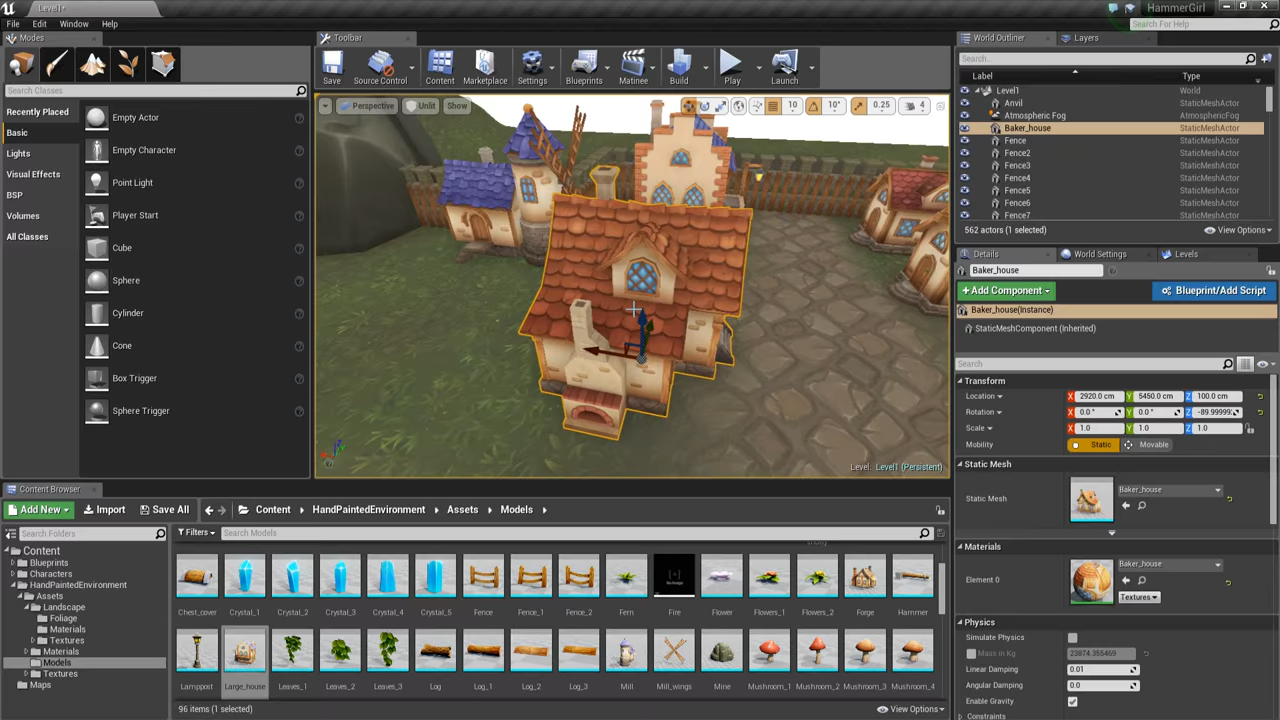 Level1*
HammerGirl
File Edit Window Help
Search For Help
Modes
Toolbar
World Outliner Layers
Save Source Control Content Marketplace Settings Blueprints Matinee Build Play Launch
Search...
Label Type
Search Classes
Perspective Unlit Show 10 10° 0.25 4
Level1 World
Anvil StaticMeshActor
Atmospheric Fog AtmosphericFog
Baker_house StaticMeshActor
Fence StaticMeshActor
Fence2 StaticMeshActor
Fence3 StaticMeshActor
Fence4 StaticMeshActor
Fence5 StaticMeshActor
Fence6 StaticMeshActor
Fence7 StaticMeshActor
562 actors (1 selected) View Options
Recently Placed
Basic
Lights
Visual Effects
BSP
Volumes
All Classes
Empty Actor
Empty Character
Point Light
Player Start
Cube
Sphere
Cylinder
Cone
Box Trigger
Sphere Trigger
Level: Level1 (Persistent)
Details World Settings Levels
Baker_house
+Add Component Blueprint/Add Script
Baker_house(Instance)
StaticMeshComponent (Inherited)
Search
Transform
Location X 2920.0 cm Y 5450.0 cm Z 100.0 cm
Rotation X 0.0 ° Y 0.0 ° Z -89.99999
Scale X 1.0 Y 1.0 Z 1.0
Mobility Static Movable
Static Mesh
Static Mesh Baker_house
Materials
Element 0 Baker_house
Textures
Physics
Simulate Physics
Mass in Kg 23874.355469
Linear Damping 0.01
Angular Damping 0.0
Enable Gravity
Constraints
Content Browser
Add New Import Save All Content HandPaintedEnvironment Assets Models
Search Folders
Filters Search Models
Content
Blueprints
Characters
HandPaintedEnvironment
Assets
Landscape
Foliage
Materials
Textures
Materials
Models
Textures
Maps
Chest_cover Crystal_1 Crystal_2 Crystal_3 Crystal_4 Crystal_5 Fence Fence_1 Fence_2 Fern Fire Flower Flowers_1 Flowers_2 Forge Hammer
Lamppost Large_house Leaves_1 Leaves_2 Leaves_3 Log Log_1 Log_2 Log_3 Mill Mill_wings Mine Mushroom_1 Mushroom_2 Mushroom_3 Mushroom_4
96 items (1 selected) View Options